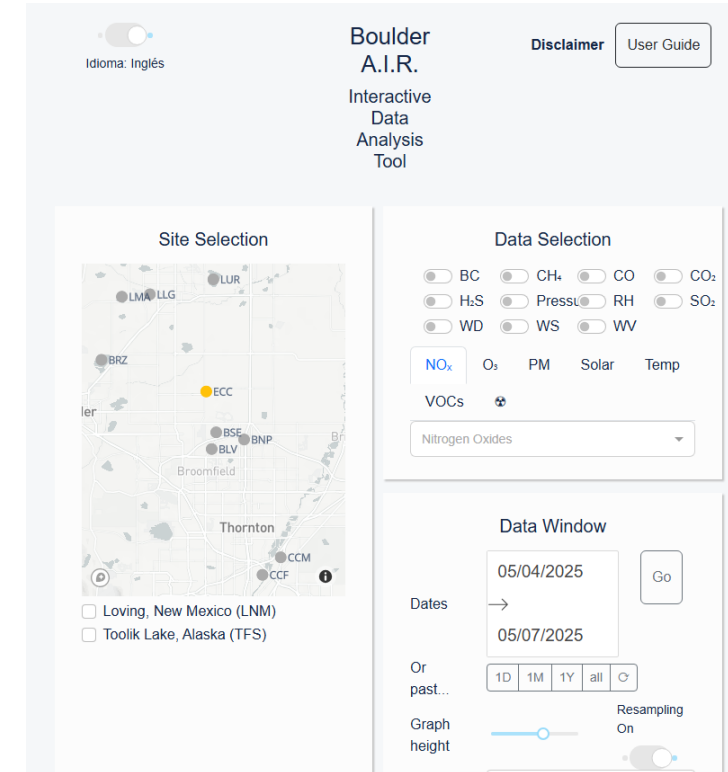 Idioma: Inglés
Boulder
A.I.R.
Interactive
Data
Analysis
Tool
Disclaimer
User Guide
Site Selection
LUR
LMA
LLG
BRZ
ECC
BSE
BNP
BLV
Broomfield
Thornton
CCM
CCF
Loving, New Mexico (LNM)
Toolik Lake, Alaska (TFS)
Data Selection
BC CH₄ CO CO₂
H₂S Pressu RH SO₂
WD WS WV
NOₓ O₃ PM Solar Temp
VOCs
Nitrogen Oxides
Data Window
Dates
05/04/2025
→
05/07/2025
Go
Or
past...
1D 1M 1Y all
Graph
height
Resampling
On